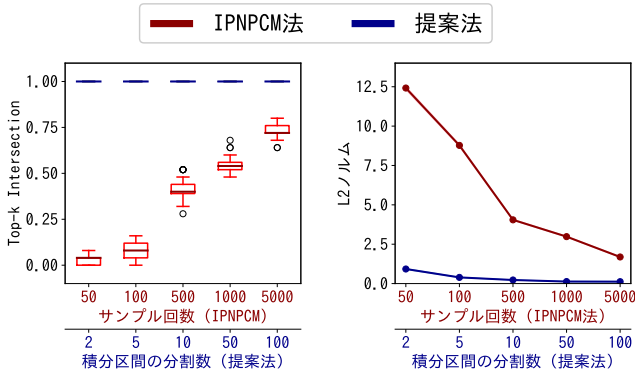 IPNPCM法 提案法
Top-k Intersection
1.00
0.75
0.50
0.25
0.00
50 100 500 1000 5000
サンプル回数 (IPNPCM)
2 5 10 50 100
積分区間の分割数 (提案法)
L2ノルム
12.5
10.0
7.5
5.0
2.5
0.0
50 100 500 1000 5000
サンプル回数 (IPNPCM法)
2 5 10 50 100
積分区間の分割数 (提案法)